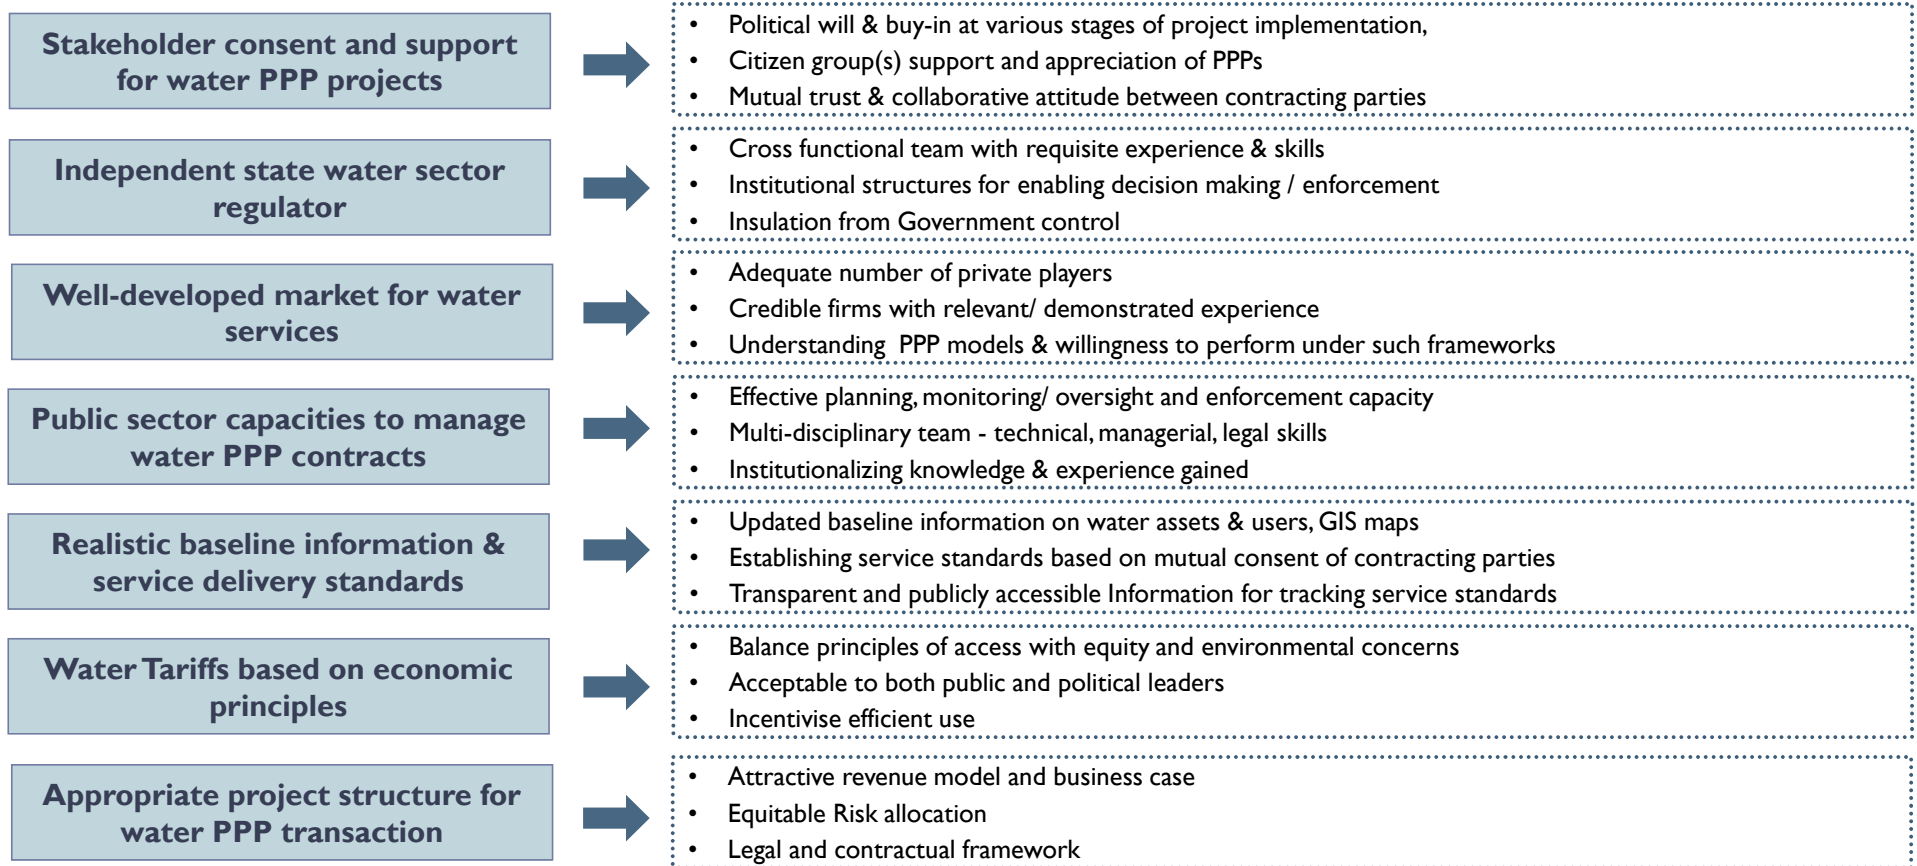 Stakeholder consent and support
for water PPP projects
• Political will & buy-in at various stages of project implementation,
• Citizen group(s) support and appreciation of PPPs
• Mutual trust & collaborative attitude between contracting parties
Independent state water sector
regulator
• Cross functional team with requisite experience & skills
• Institutional structures for enabling decision making / enforcement
• Insulation from Government control
Well-developed market for water
services
• Adequate number of private players
• Credible firms with relevant/ demonstrated experience
• Understanding PPP models & willingness to perform under such frameworks
Public sector capacities to manage
water PPP contracts
• Effective planning, monitoring/ oversight and enforcement capacity
• Multi-disciplinary team - technical, managerial, legal skills
• Institutionalizing knowledge & experience gained
Realistic baseline information &
service delivery standards
• Updated baseline information on water assets & users, GIS maps
• Establishing service standards based on mutual consent of contracting parties
• Transparent and publicly accessible Information for tracking service standards
Water Tariffs based on economic
principles
• Balance principles of access with equity and environmental concerns
• Acceptable to both public and political leaders
• Incentivise efficient use
Appropriate project structure for
water PPP transaction
• Attractive revenue model and business case
• Equitable Risk allocation
• Legal and contractual framework